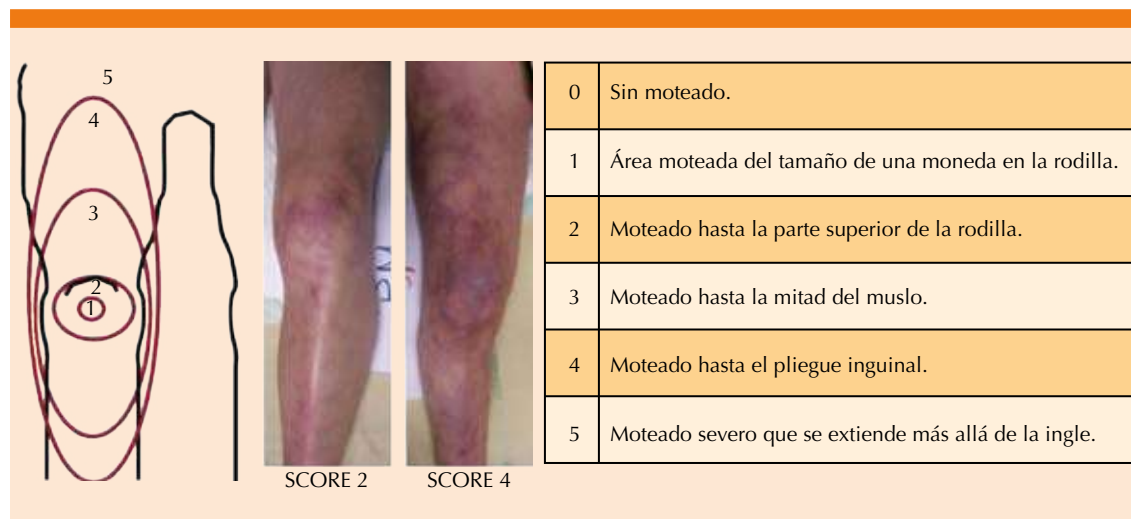 5
4
3
2
1
SCORE 2
SCORE 4
0 Sin moteado.
1 Área moteada del tamaño de una moneda en la rodilla.
2 Moteado hasta la parte superior de la rodilla.
3 Moteado hasta la mitad del muslo.
4 Moteado hasta el pliegue inguinal.
5 Moteado severo que se extiende más allá de la ingle.